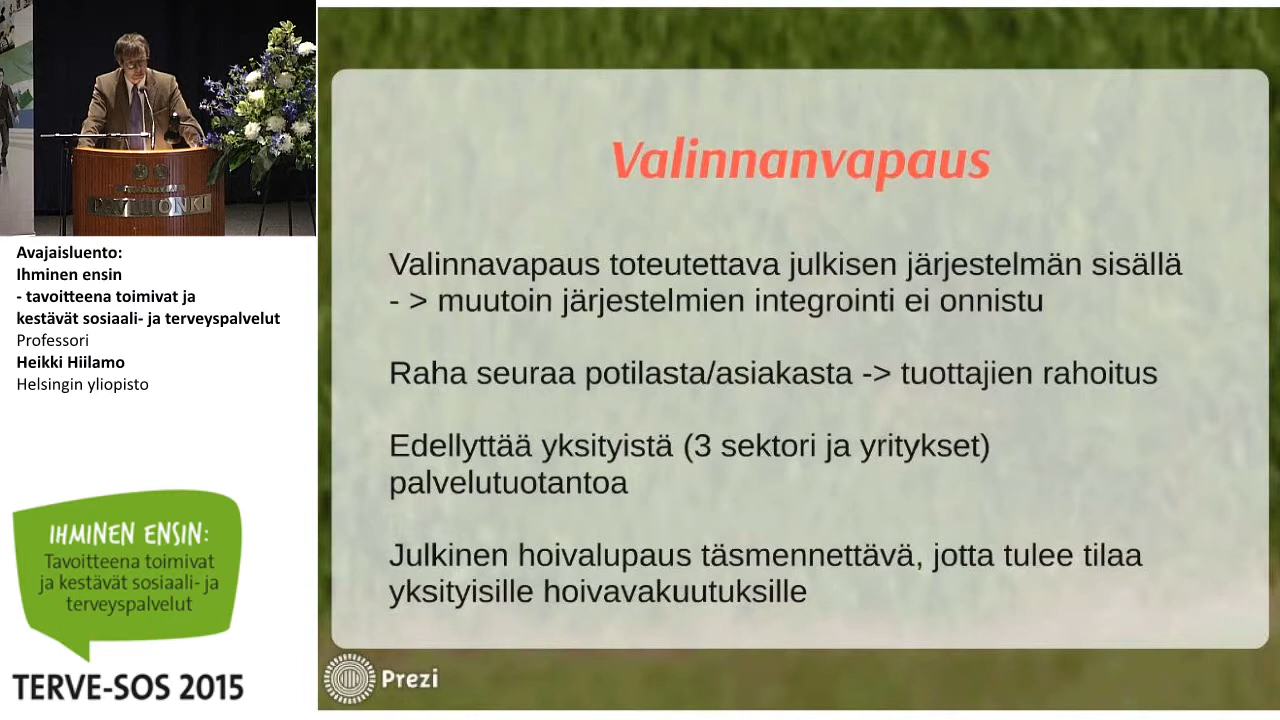 PAVILJONKI
Avajaisluento:
Ihminen ensin
- tavoitteena toimivat ja
kestävät sosiaali- ja terveyspalvelut
Professori
Heikki Hiilamo
Helsingin yliopisto
IHMINEN ENSIN:
Tavoitteena toimivat
ja kestävät sosiaali- ja
terveyspalvelut
TERVE-SOS 2015
Valinnanvapaus
Valinnavapaus toteutettava julkisen järjestelmän sisällä
- > muutoin järjestelmien integrointi ei onnistu
Raha seuraa potilasta/asiakasta -> tuottajien rahoitus
Edellyttää yksityistä (3 sektori ja yritykset)
palvelutuotantoa
Julkinen hoivalupaus täsmennettävä, jotta tulee tilaa
yksityisille hoivavakuutuksille
Prezi